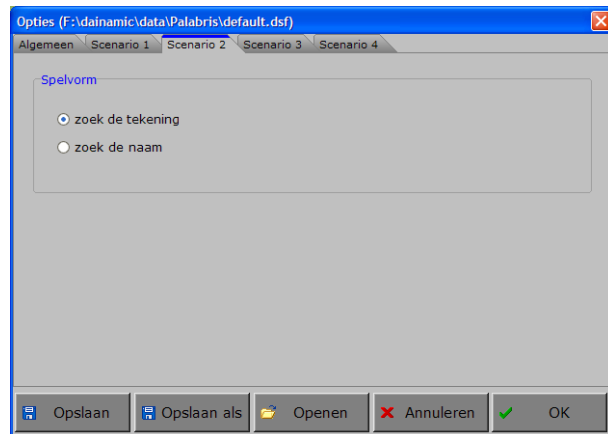 Opties (F:\dainamic\data\Palabris\default.dsf)
Algemeen Scenario 1 Scenario 2 Scenario 3 Scenario 4
Spelvorm
zoek de tekening
zoek de naam
Opslaan Opslaan als Openen Annuleren OK